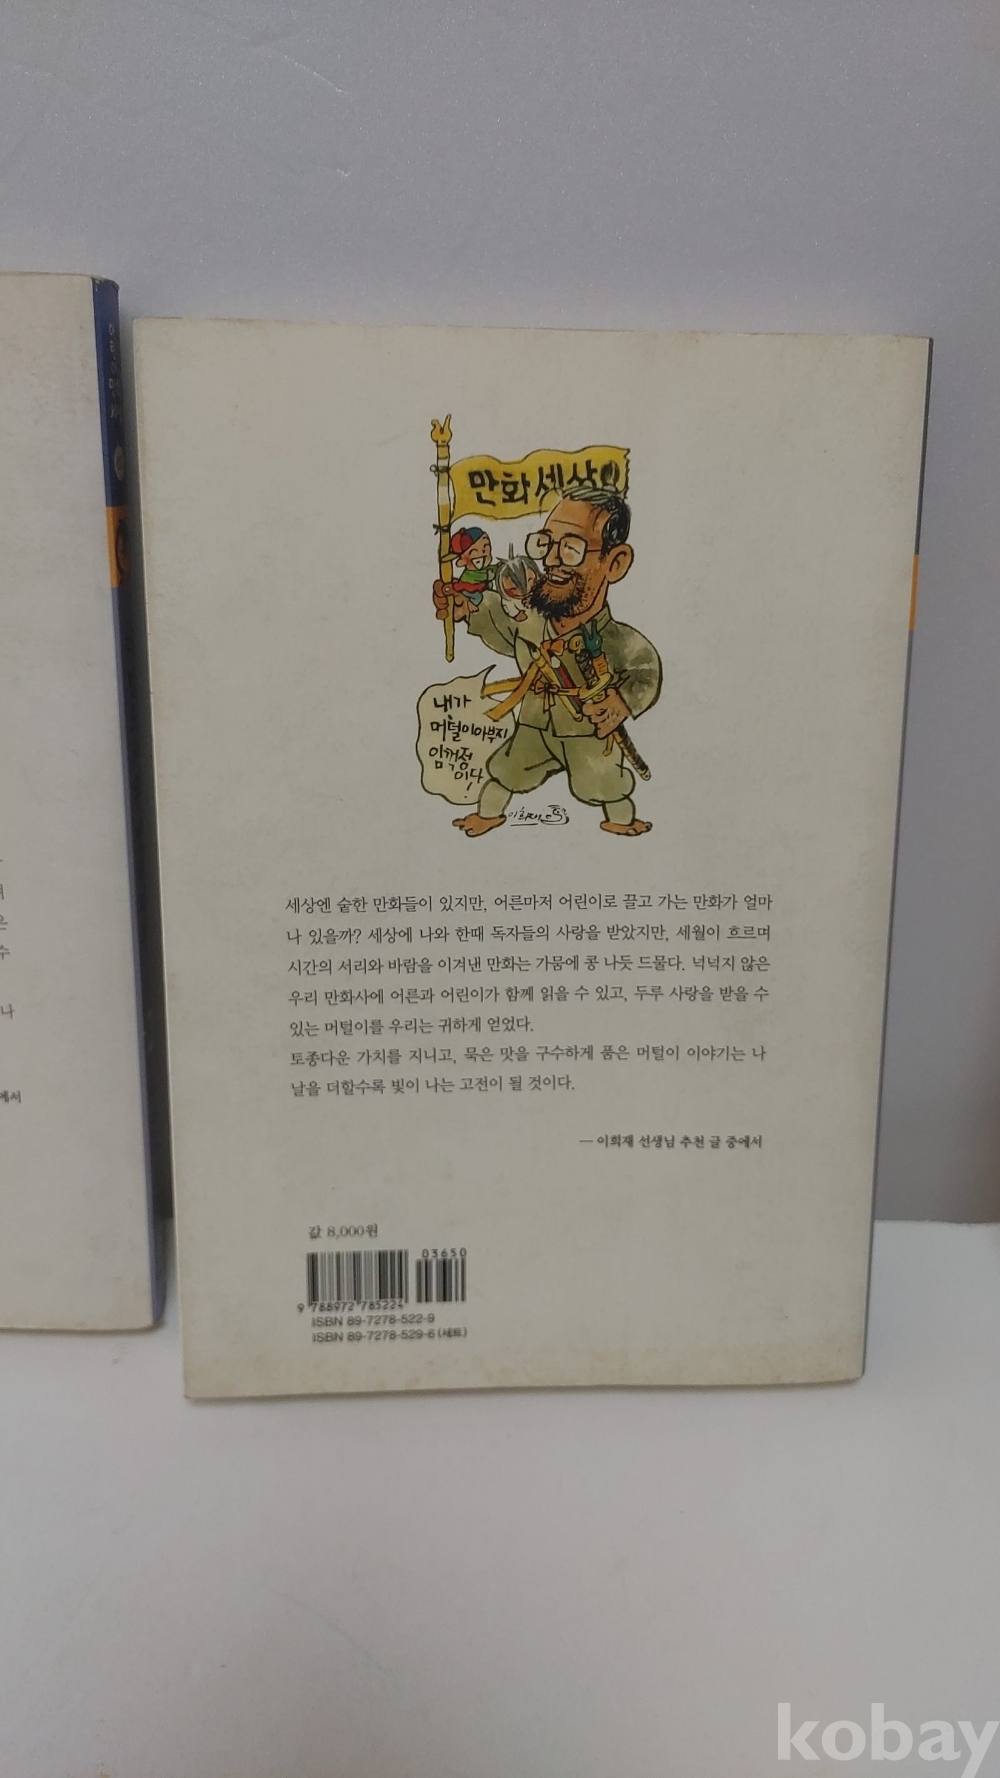 만화세상
내가
머털이아부지
임꺽정
이다
!
이희재
세상엔 숱한 만화들이 있지만, 어른마저 어린이로 끌고 가는 만화가 얼마
나 있을까? 세상에 나와 한때 독자들의 사랑을 받았지만, 세월이 흐르며
시간의 서리와 바람을 이겨낸 만화는 가뭄에 콩 나듯 드물다. 넉넉지 않은
우리 만화사에 어른과 어린이가 함께 읽을 수 있고, 두루 사랑을 받을 수
있는 머털이를 우리는 귀하게 얻었다.
토종다운 가치를 지니고, 묵은 맛을 구수하게 품은 머털이 이야기는 나
날을 더할수록 빛이 나는 고전이 될 것이다.
— 이희재 선생님 추천 글 중에서
값 8,000원
03650
9 788972 785224
ISBN 89-7278-522-9
ISBN 89-7278-529-6 (세트)
은
수
나
에서
kobay